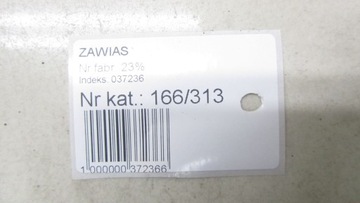 ZAWIAS
Nr fabr. 23%
Indeks. 037236
Nr kat.: 166/313
1 000000 372366